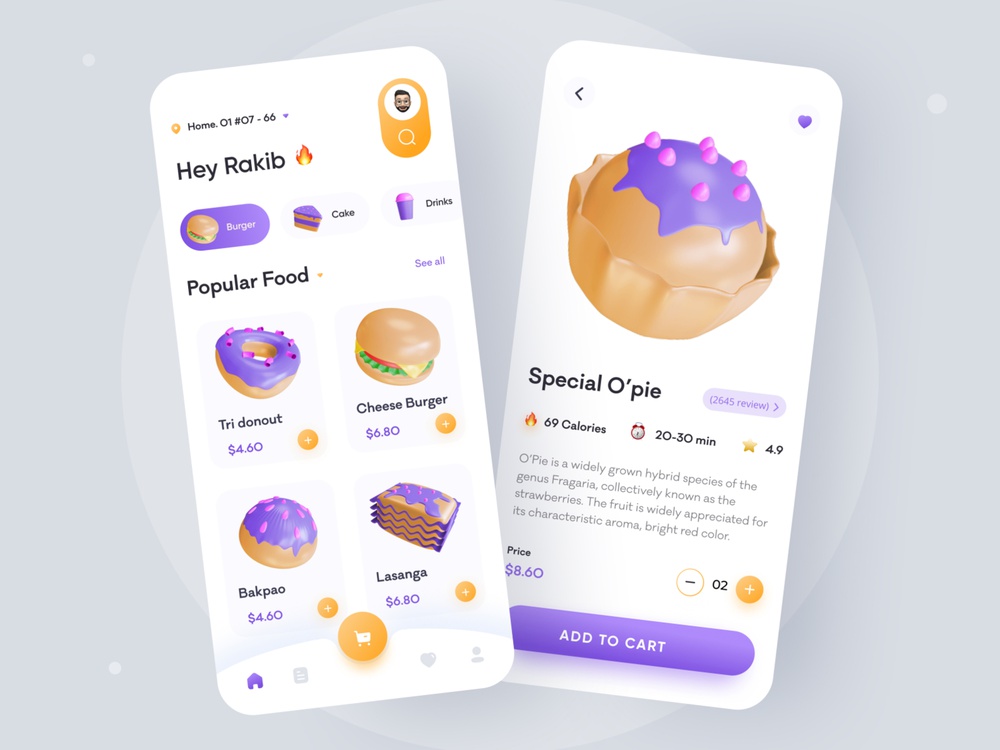 Home. 01 #07 - 66
Hey Rakib
Burger
Cake
Drinks
Popular Food
See all
Tri donout
$4.60
Cheese Burger
$6.80
Bakpao
$4.60
Lasanga
$6.80
Special O'pie
(2645 review)
69 Calories
20-30 min
4.9
O'Pie is a widely grown hybrid species of the
genus Fragaria, collectively known as the
strawberries. The fruit is widely appreciated for
its characteristic aroma, bright red color.
Price
$8.60
02
ADD TO CART